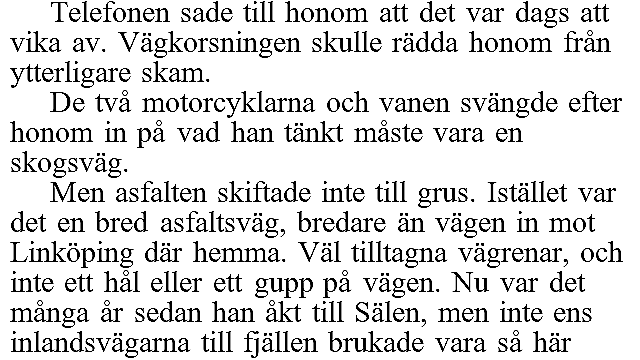 Telefonen sade till honom att det var dags att
vika av. Vägkorsningen skulle rädda honom från
ytterligare skam.
De två motorcyklarna och vanen svängde efter
honom in på vad han tänkt måste vara en
skogsväg.
Men asfalten skiftade inte till grus. Istället var
det en bred asfaltsväg, bredare än vägen in mot
Linköping där hemma. Väl tilltagna vägrenar, och
inte ett hål eller ett gupp på vägen. Nu var det
många år sedan han åkt till Sälen, men inte ens
inlandsvägarna till fjällen brukade vara så här